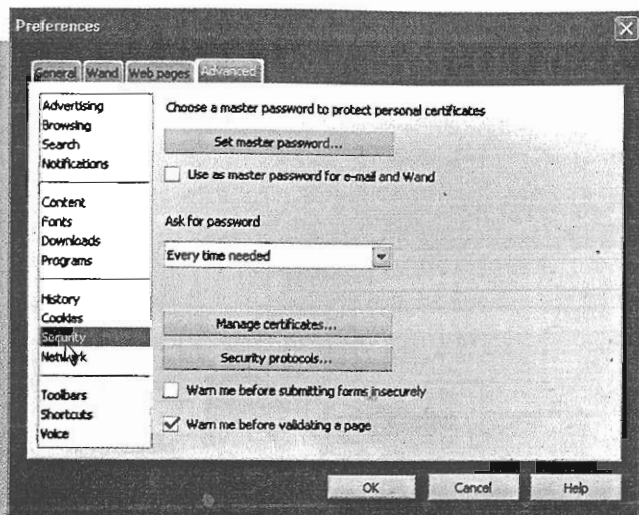 Preferences
General Wand Web pages Advanced
Advertising
Browsing
Search
Notifications
Content
Fonts
Downloads
Programs
History
Cookies
Security
Network
Toolbars
Shortcuts
Voice
Choose a master password to protect personal certificates
Set master password...
Use as master password for e-mail and Wand
Ask for password
Every time needed
Manage certificates...
Security protocols...
Warn me before submitting forms insecurely
Warn me before validating a page
OK Cancel Help